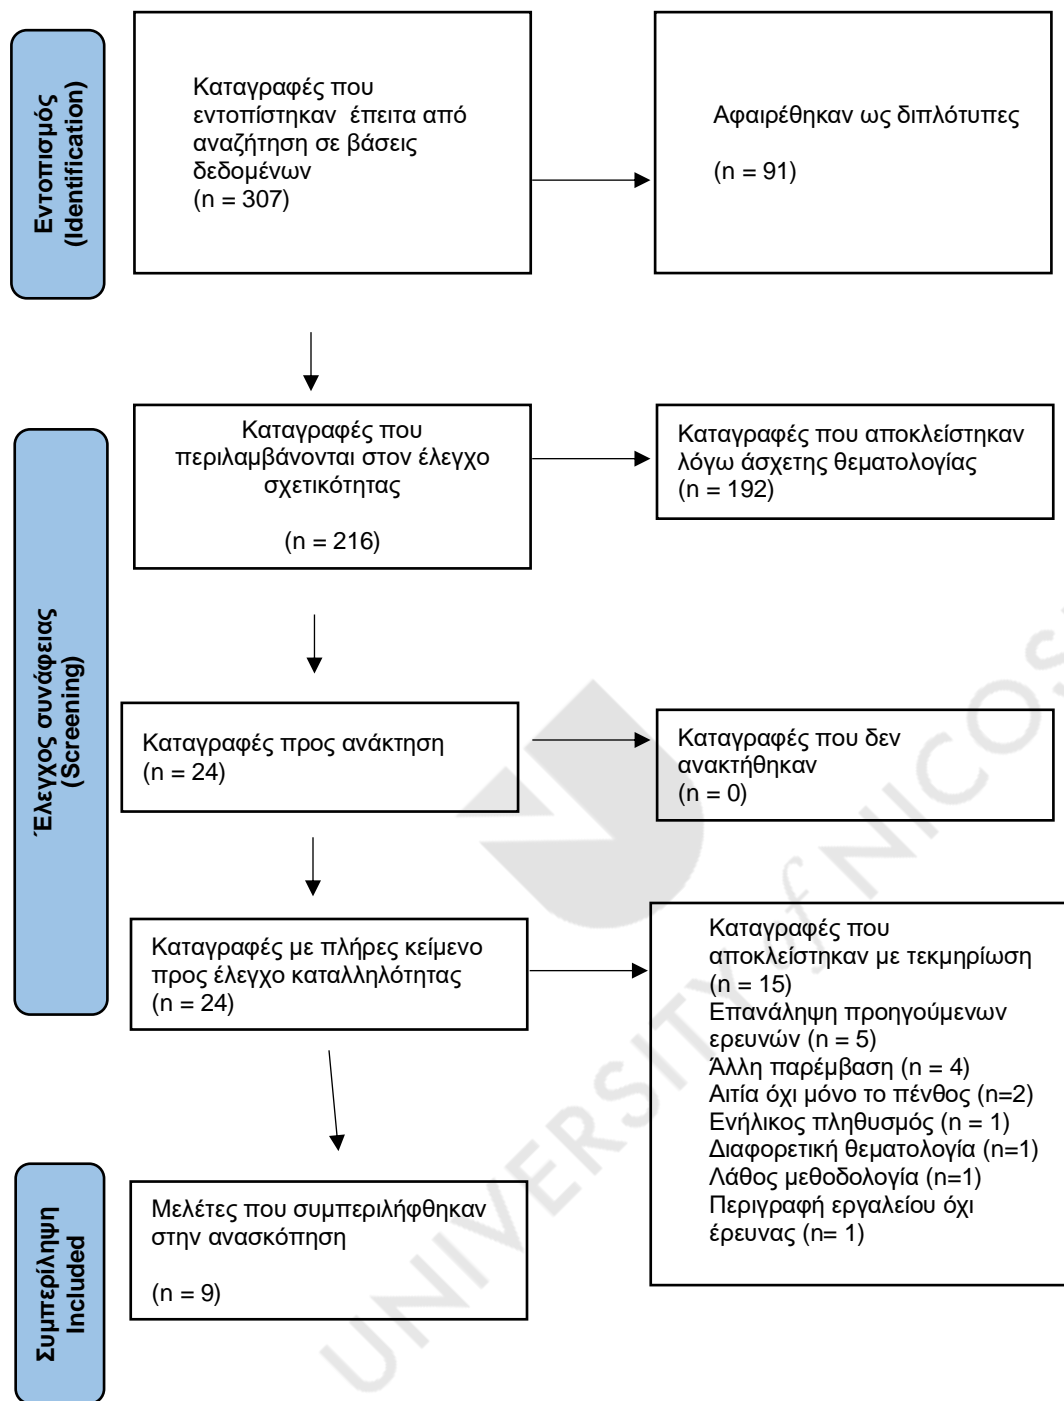 Εντοπισμός
(Identification)
Καταγραφές που
εντοπίστηκαν έπειτα από
αναζήτηση σε βάσεις
δεδομένων
(n = 307)
Αφαιρέθηκαν ως διπλότυπες
(n = 91)
Έλεγχος συνάφειας
(Screening)
Καταγραφές που
περιλαμβάνονται στον έλεγχο
σχετικότητας
(n = 216)
Καταγραφές που αποκλείστηκαν
λόγω άσχετης θεματολογίας
(n = 192)
Καταγραφές προς ανάκτηση
(n = 24)
Καταγραφές που δεν
ανακτήθηκαν
(n = 0)
Καταγραφές με πλήρες κείμενο
προς έλεγχο καταλληλότητας
(n = 24)
Καταγραφές που
αποκλείστηκαν με τεκμηρίωση
(n = 15)
Επανάληψη προηγούμενων
ερευνών (n = 5)
Άλλη παρέμβαση (n = 4)
Αιτία όχι μόνο το πένθος (n=2)
Ενήλικος πληθυσμός (n = 1)
Διαφορετική θεματολογία (n=1)
Λάθος μεθοδολογία (n=1)
Περιγραφή εργαλείου όχι
έρευνας (n= 1)
Συμπερίληψη
Included
Μελέτες που συμπεριλήφθηκαν
στην ανασκόπηση
(n = 9)
UNIVERSITY of NICOS